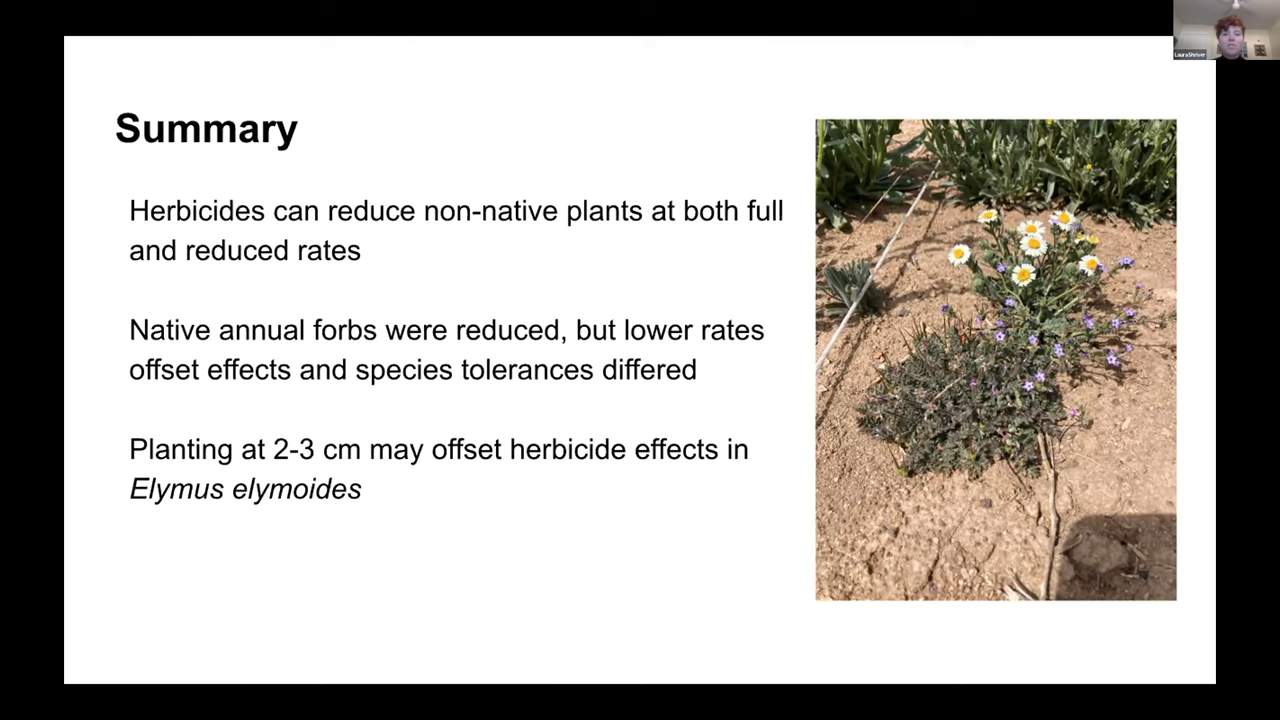 Laura Shriver
Summary
Herbicides can reduce non-native plants at both full
and reduced rates
Native annual forbs were reduced, but lower rates
offset effects and species tolerances differed
Planting at 2-3 cm may offset herbicide effects in
Elymus elymoides